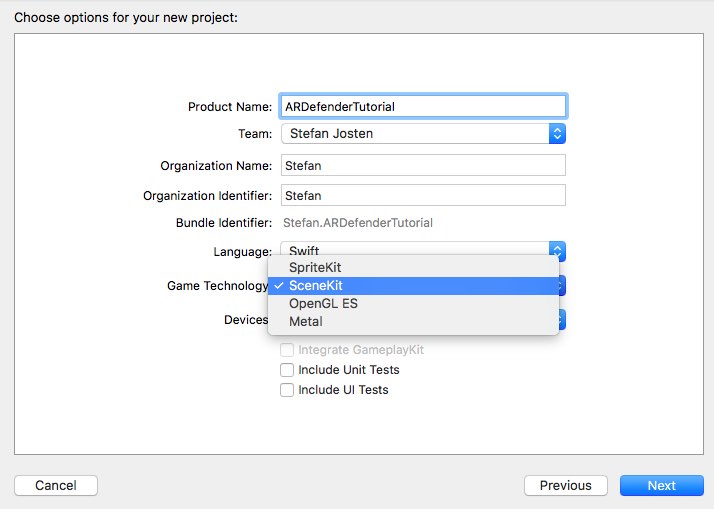 Choose options for your new project:
Product Name: ARDefenderTutorial
Team: Stefan Josten
Organization Name: Stefan
Organization Identifier: Stefan
Bundle Identifier: Stefan.ARDefenderTutorial
Language: Swift
SpriteKit
Game Technology ✓ SceneKit
OpenGL ES
Devices Metal
Integrate GameplayKit
Include Unit Tests
Include UI Tests
Cancel Previous Next